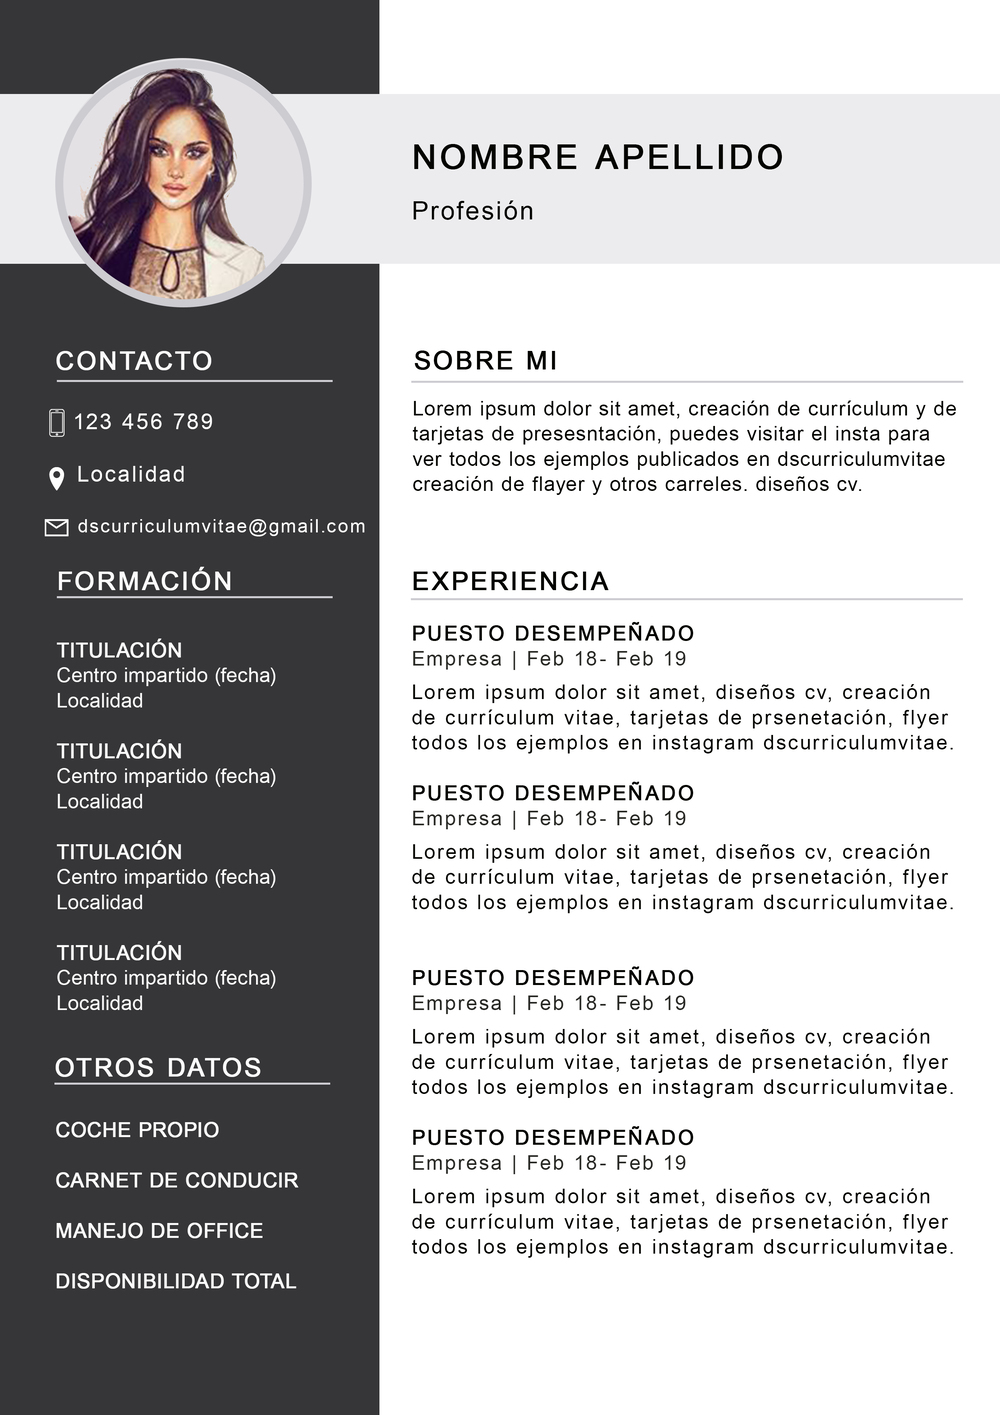 NOMBRE APELLIDO
Profesión
CONTACTO
123 456 789
Localidad
dscurriculumvitae@gmail.com
FORMACIÓN
TITULACIÓN
Centro impartido (fecha)
Localidad
TITULACIÓN
Centro impartido (fecha)
Localidad
TITULACIÓN
Centro impartido (fecha)
Localidad
TITULACIÓN
Centro impartido (fecha)
Localidad
OTROS DATOS
COCHE PROPIO
CARNET DE CONDUCIR
MANEJO DE OFFICE
DISPONIBILIDAD TOTAL
SOBRE MI
Lorem ipsum dolor sit amet, creación de currículum y de
tarjetas de presesntación, puedes visitar el insta para
ver todos los ejemplos publicados en dscurriculumvitae
creación de flayer y otros carreles. diseños cv.
EXPERIENCIA
PUESTO DESEMPEÑADO
Empresa | Feb 18- Feb 19
Lorem ipsum dolor sit amet, diseños cv, creación
de currículum vitae, tarjetas de prsenetación, flyer
todos los ejemplos en instagram dscurriculumvitae.
PUESTO DESEMPEÑADO
Empresa | Feb 18- Feb 19
Lorem ipsum dolor sit amet, diseños cv, creación
de currículum vitae, tarjetas de prsenetación, flyer
todos los ejemplos en instagram dscurriculumvitae.
PUESTO DESEMPEÑADO
Empresa | Feb 18- Feb 19
Lorem ipsum dolor sit amet, diseños cv, creación
de currículum vitae, tarjetas de prsenetación, flyer
todos los ejemplos en instagram dscurriculumvitae.
PUESTO DESEMPEÑADO
Empresa | Feb 18- Feb 19
Lorem ipsum dolor sit amet, diseños cv, creación
de currículum vitae, tarjetas de prsenetación, flyer
todos los ejemplos en instagram dscurriculumvitae.